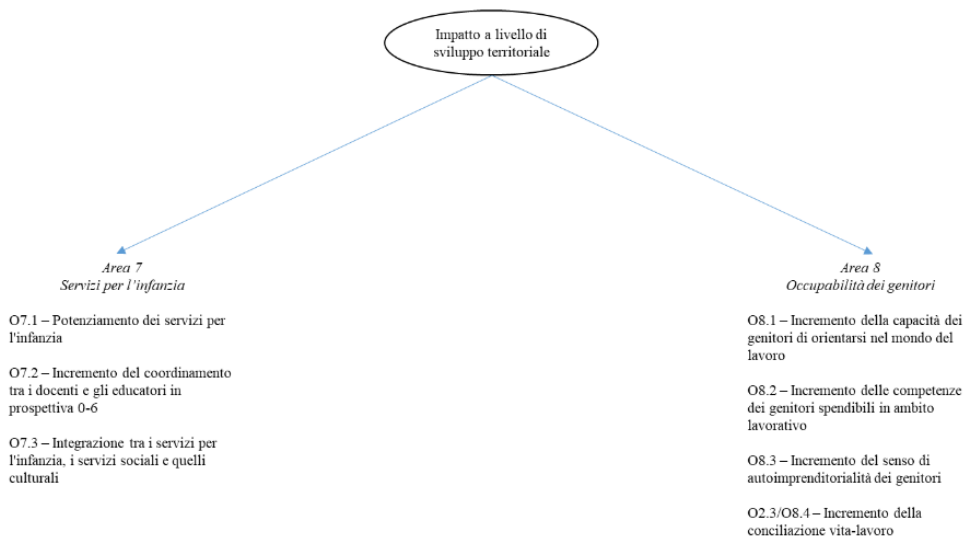 Impatto a livello di
sviluppo territoriale
Area 7
Servizi per l'infanzia
O7.1 – Potenziamento dei servizi per
l'infanzia
O7.2 – Incremento del coordinamento
tra i docenti e gli educatori in
prospettiva 0-6
O7.3 – Integrazione tra i servizi per
l'infanzia, i servizi sociali e quelli
culturali
Area 8
Occupabilità dei genitori
O8.1 – Incremento della capacità dei
genitori di orientarsi nel mondo del
lavoro
O8.2 – Incremento delle competenze
dei genitori spendibili in ambito
lavorativo
O8.3 – Incremento del senso di
autoimprenditorialità dei genitori
O2.3/O8.4 – Incremento della
conciliazione vita-lavoro